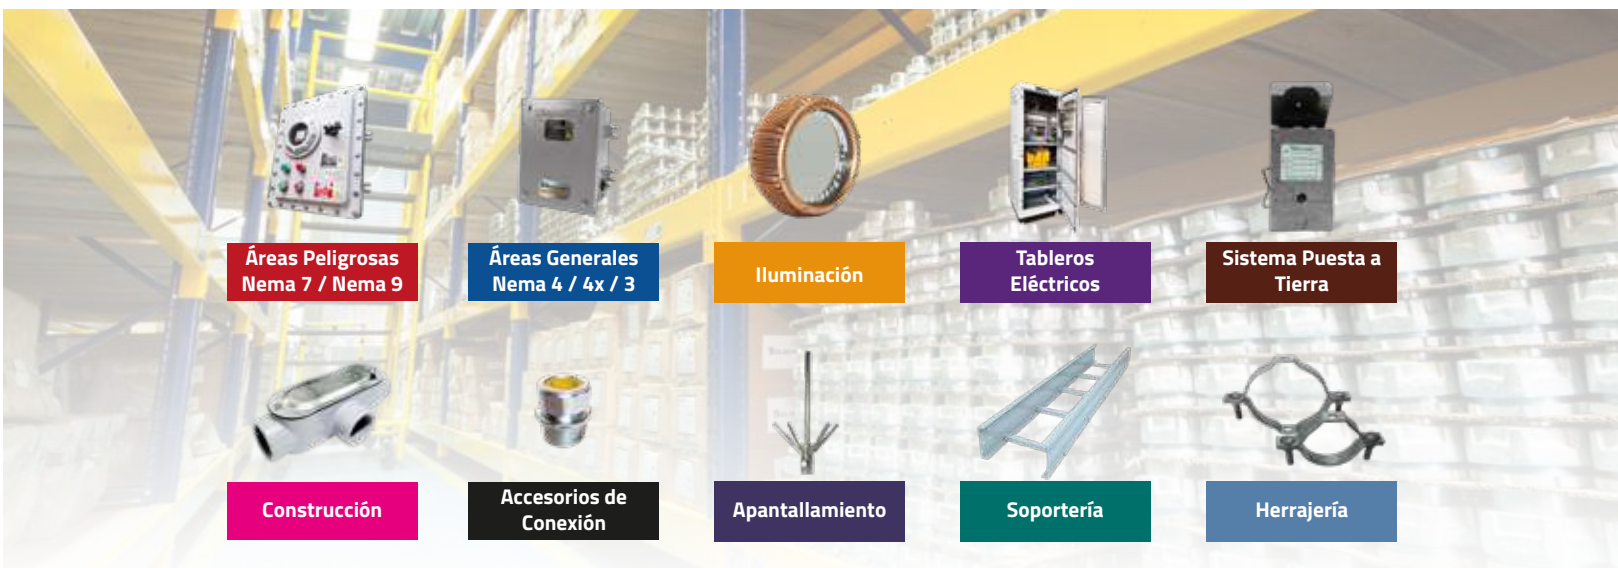 Áreas Peligrosas
Nema 7 / Nema 9
Áreas Generales
Nema 4 / 4x / 3
Iluminación
Tableros
Eléctricos
Sistema Puesta a
Tierra
Construcción
Accesorios de
Conexión
Apantallamiento
Soportería
Herrajería